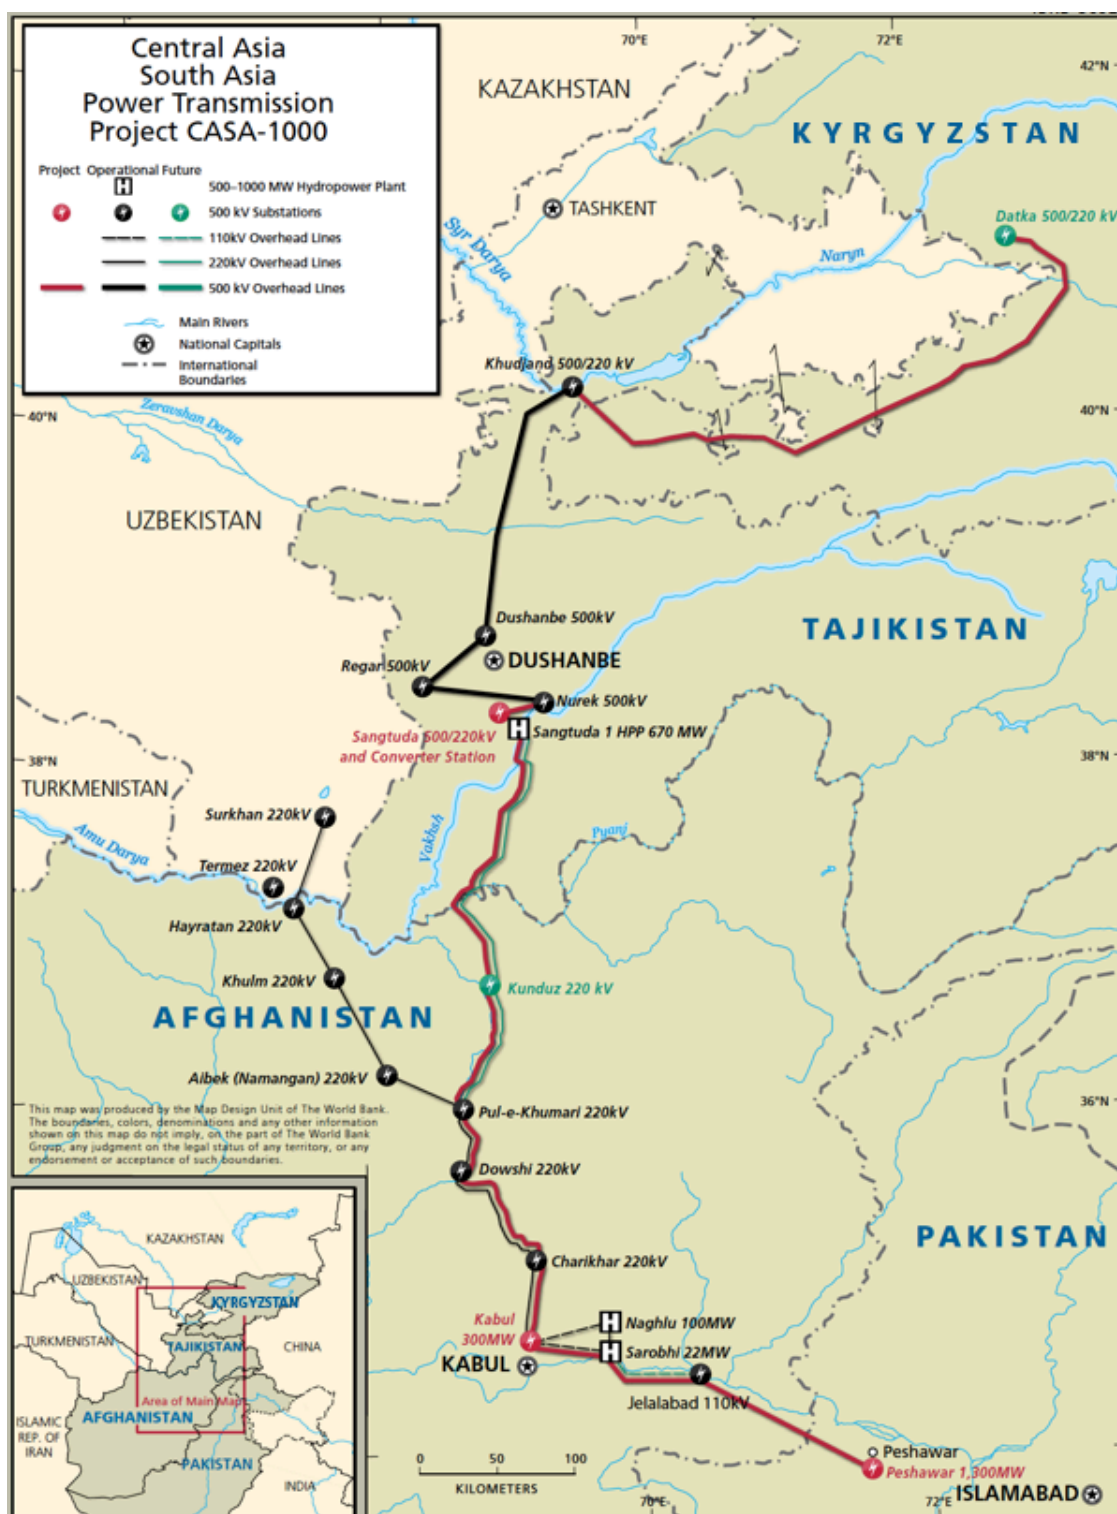 70°E
72°E
42°N
Central Asia
South Asia
Power Transmission
Project CASA-1000
Project Operational Future
H
500–1000 MW Hydropower Plant
500 kV Substations
110kV Overhead Lines
220kV Overhead Lines
500 kV Overhead Lines
Main Rivers
National Capitals
International
Boundaries
KAZAKHSTAN
KYRGYZSTAN
TASHKENT
Syr Darya
Naryn
Datka 500/220 kV
Khudjand 500/220 kV
40°N
40°N
Zeravshan Darya
UZBEKISTAN
Dushanbe 500kV
TAJIKISTAN
DUSHANBE
Regar 500kV
Nurek 500kV
H
Sangtuda 1 HPP 670 MW
Sangtuda 500/220kV
and Converter Station
38°N
38°N
TURKMENISTAN
Surkhan 220kV
Amu Darya
Vakhsh
Pyanj
Termez 220kV
Hayratan 220kV
Khulm 220kV
Kunduz 220 kV
AFGHANISTAN
Aibek (Namangan) 220kV
Pul-e-Khumari 220kV
36°N
This map was produced by the Map Design Unit of The World Bank.
The boundaries, colors, denominations and any other information
shown on this map do not imply, on the part of The World Bank
Group, any judgment on the legal status of any territory, or any
endorsement or acceptance of such boundaries.
Dowshi 220kV
PAKISTAN
Charikhar 220kV
Kabul
300MW
H
Naghlu 100MW
H
Sarobhi 22MW
KABUL
Jelalabad 110kV
Peshawar
Peshawar 1,300MW
ISLAMABAD
0
50
100
KILOMETERS
70°E
72°E
KAZAKHSTAN
UZBEKISTAN
KYRGYZSTAN
TURKMENISTAN
TAJIKISTAN
CHINA
Area of Main Map
AFGHANISTAN
ISLAMIC
REP. OF
IRAN
PAKISTAN
INDIA